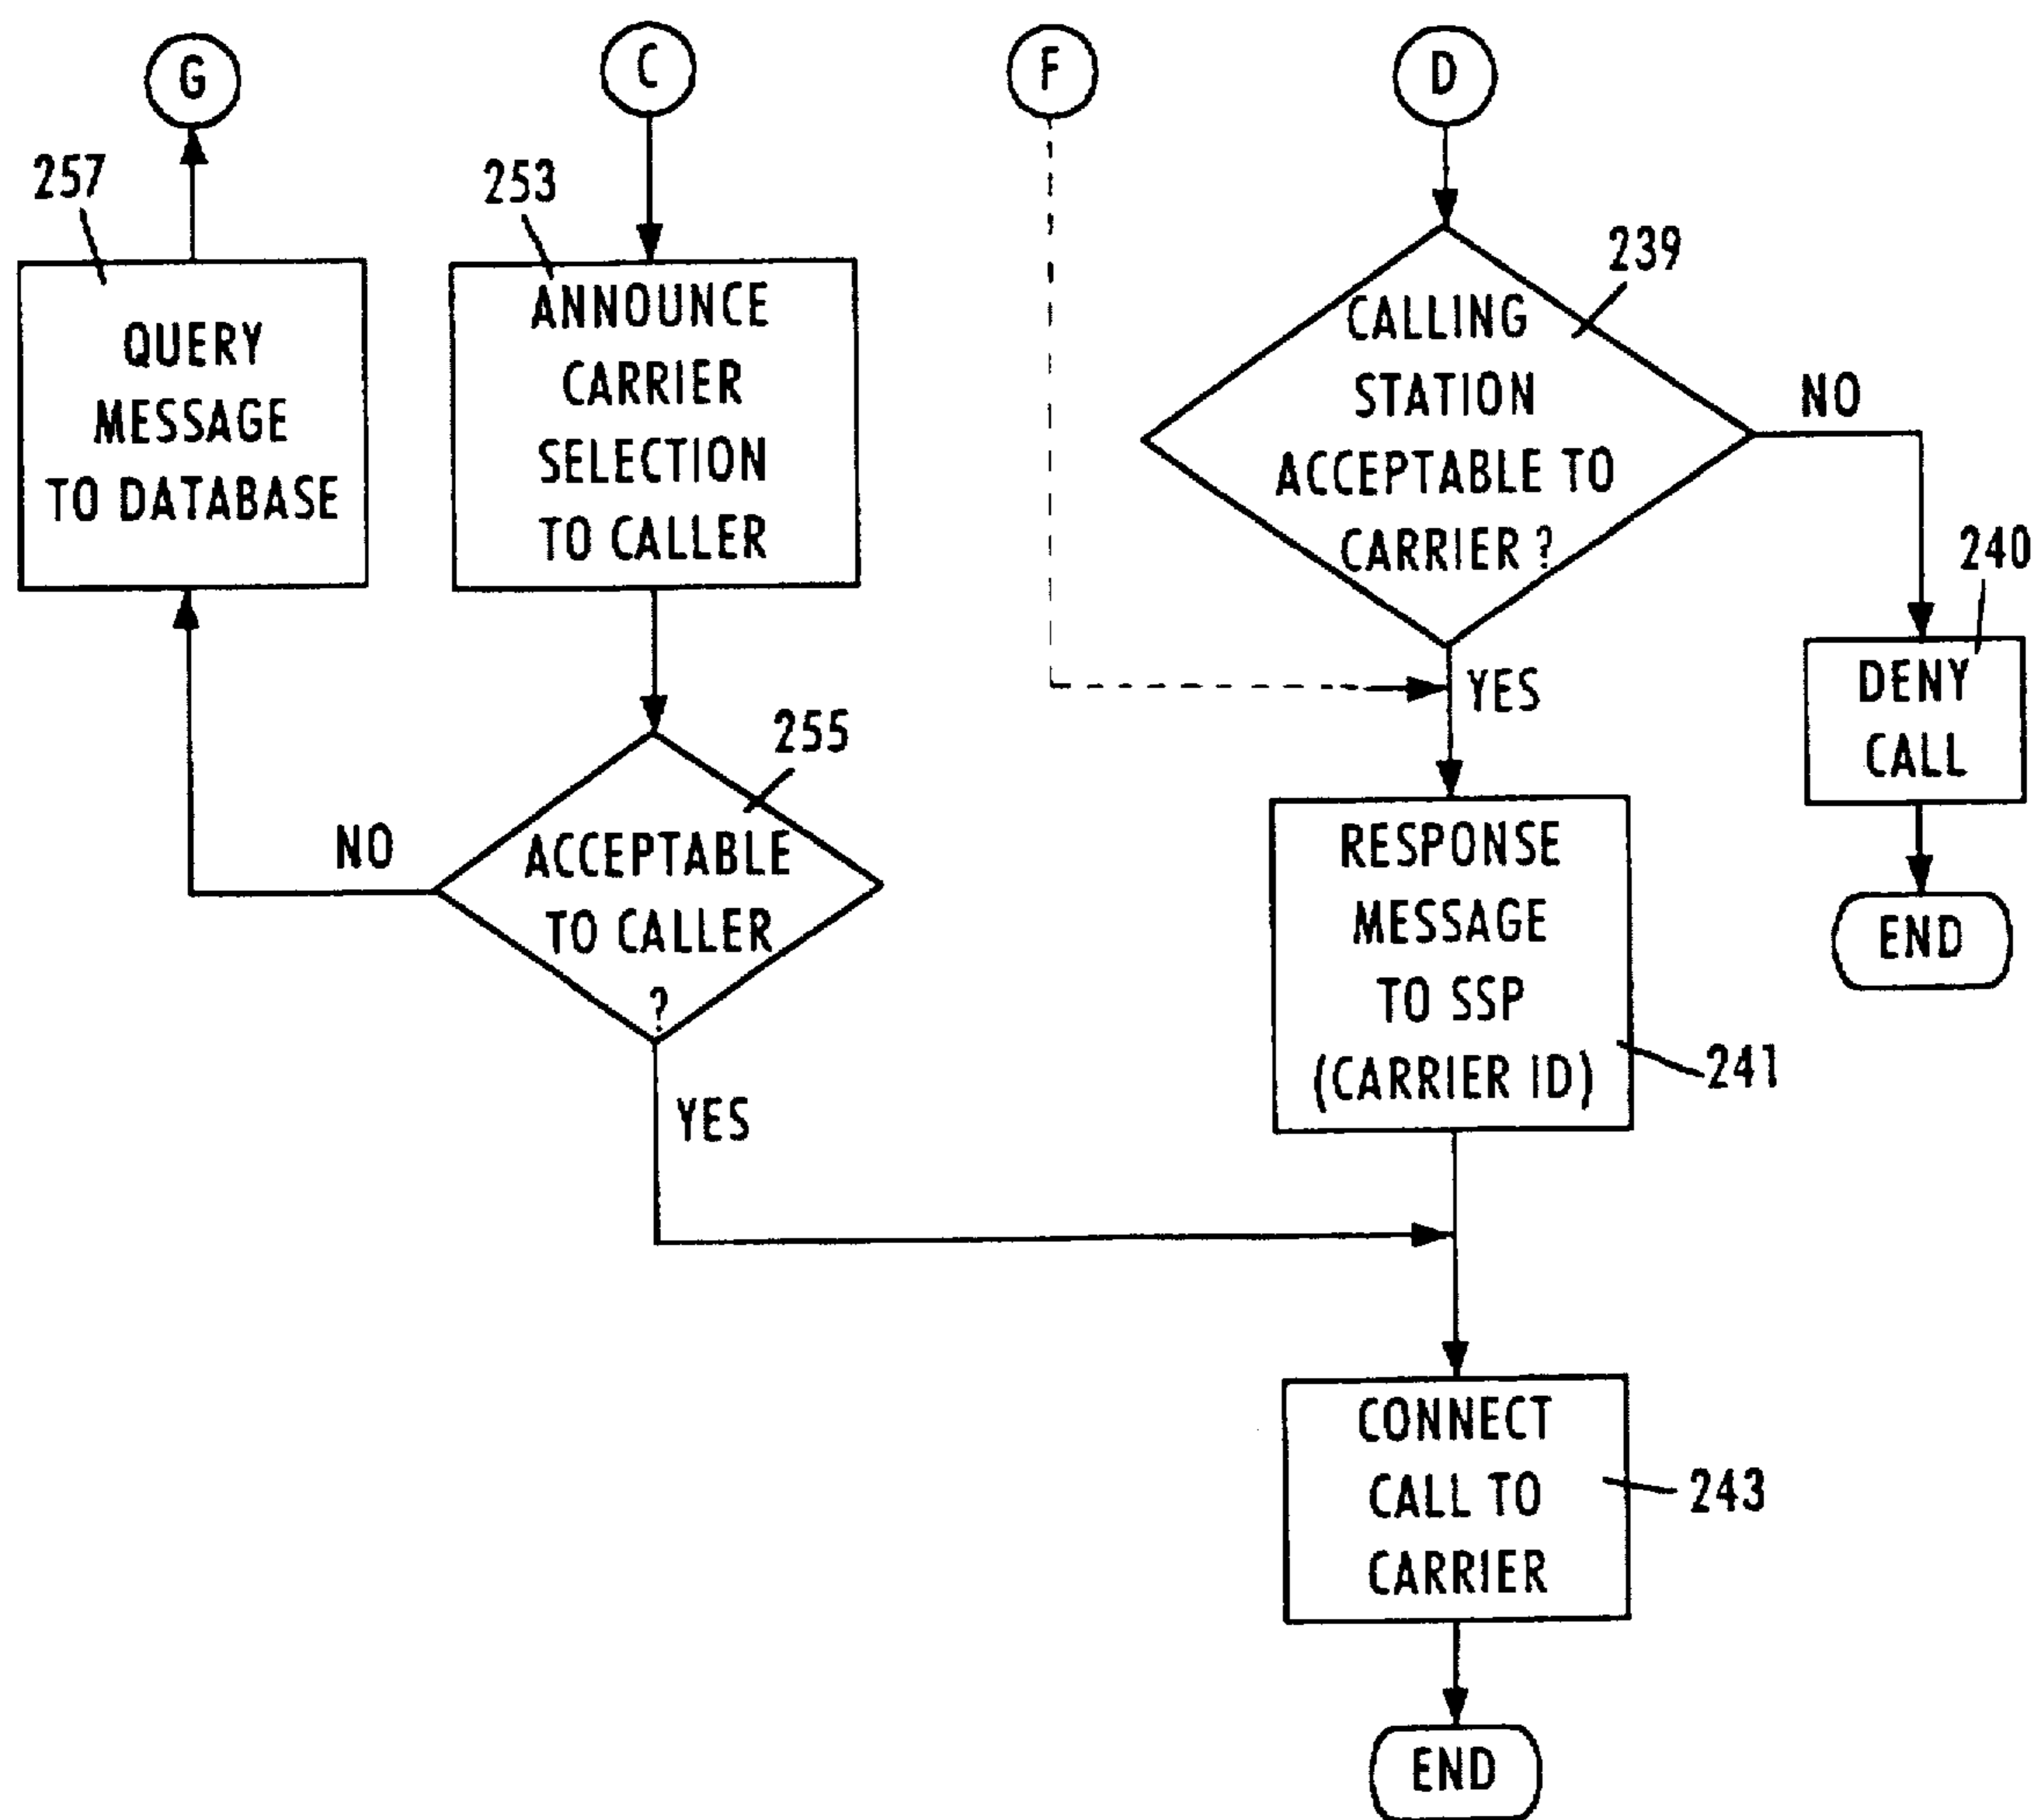 G
C
F
D
257
253
239
QUERY
MESSAGE
TO DATABASE
ANNOUNCE
CARRIER
SELECTION
TO CALLER
CALLING
STATION
ACCEPTABLE TO
CARRIER ?
NO
240
DENY
CALL
END
YES
255
ACCEPTABLE
TO CALLER
?
NO
YES
RESPONSE
MESSAGE
TO SSP
(CARRIER ID)
241
CONNECT
CALL TO
CARRIER
243
END